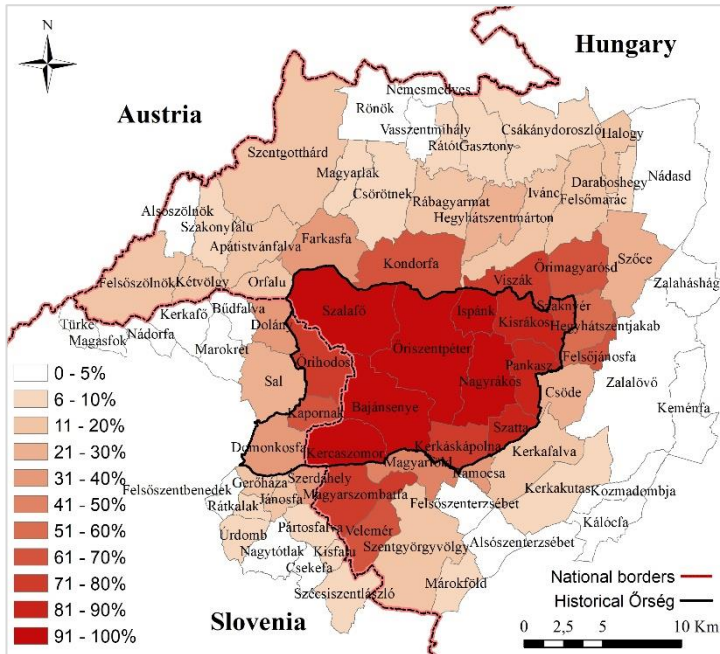 N
Hungary
Austria
Nemesmedves
Rönök
Vasszentmihály
Csákánydoroszló
Halogy
Rátót
Gasztony
Nádasd
Szentgotthárd
Magyarlak
Csörötnek
Rábagyarmat
Ivánc
Daraboshegy
Hegyhátszentmárton
Felsőmarác
Alsószölnök
Szakonyfalu
Apátistvánfalva
Farkasfa
Kondorfa
Őrimagyarósd
Szőce
Viszák
Felsőszölnök
Kétvölgy
Orfalu
Zalaháshág
Szalafő
Ispánk
Szaknyér
Kisrákos
Hegyhátszentjakab
Kerkafő
Búdfalva
Türke
Magasfok
Nádorfa
Dolány
Marokrét
Őriszentpéter
Őrihodos
Pankasz
Felsőjánosfa
Sal
Nagyrákos
Zalalövő
Csöde
Keménfa
Kapornak
Bajánsenye
Szatta
Domonkosfa
Kercaszomor
Kerkáskápolna
Kerkafalva
Magyarföld
Ramocsa
Felsőszentbenedek
Gerőháza
Szerdahely
Rátkalak
Jánosfa
Magyarszombatfa
Felsőszenterzsébet
Kerkakutas
Kozmadombja
Kálócfa
Úrdomb
Pártosfalva
Velemér
Szentgyörgyvölgy
Alsószenterzsébet
Nagytótlak
Kisfalu
Csekefa
Szécsiszentlászló
Márokföld
Slovenia
0 - 5%
6 - 10%
11 - 20%
21 - 30%
31 - 40%
41 - 50%
51 - 60%
61 - 70%
71 - 80%
81 - 90%
91 - 100%
National borders
Historical Őrség
0 2,5 5 10 Km